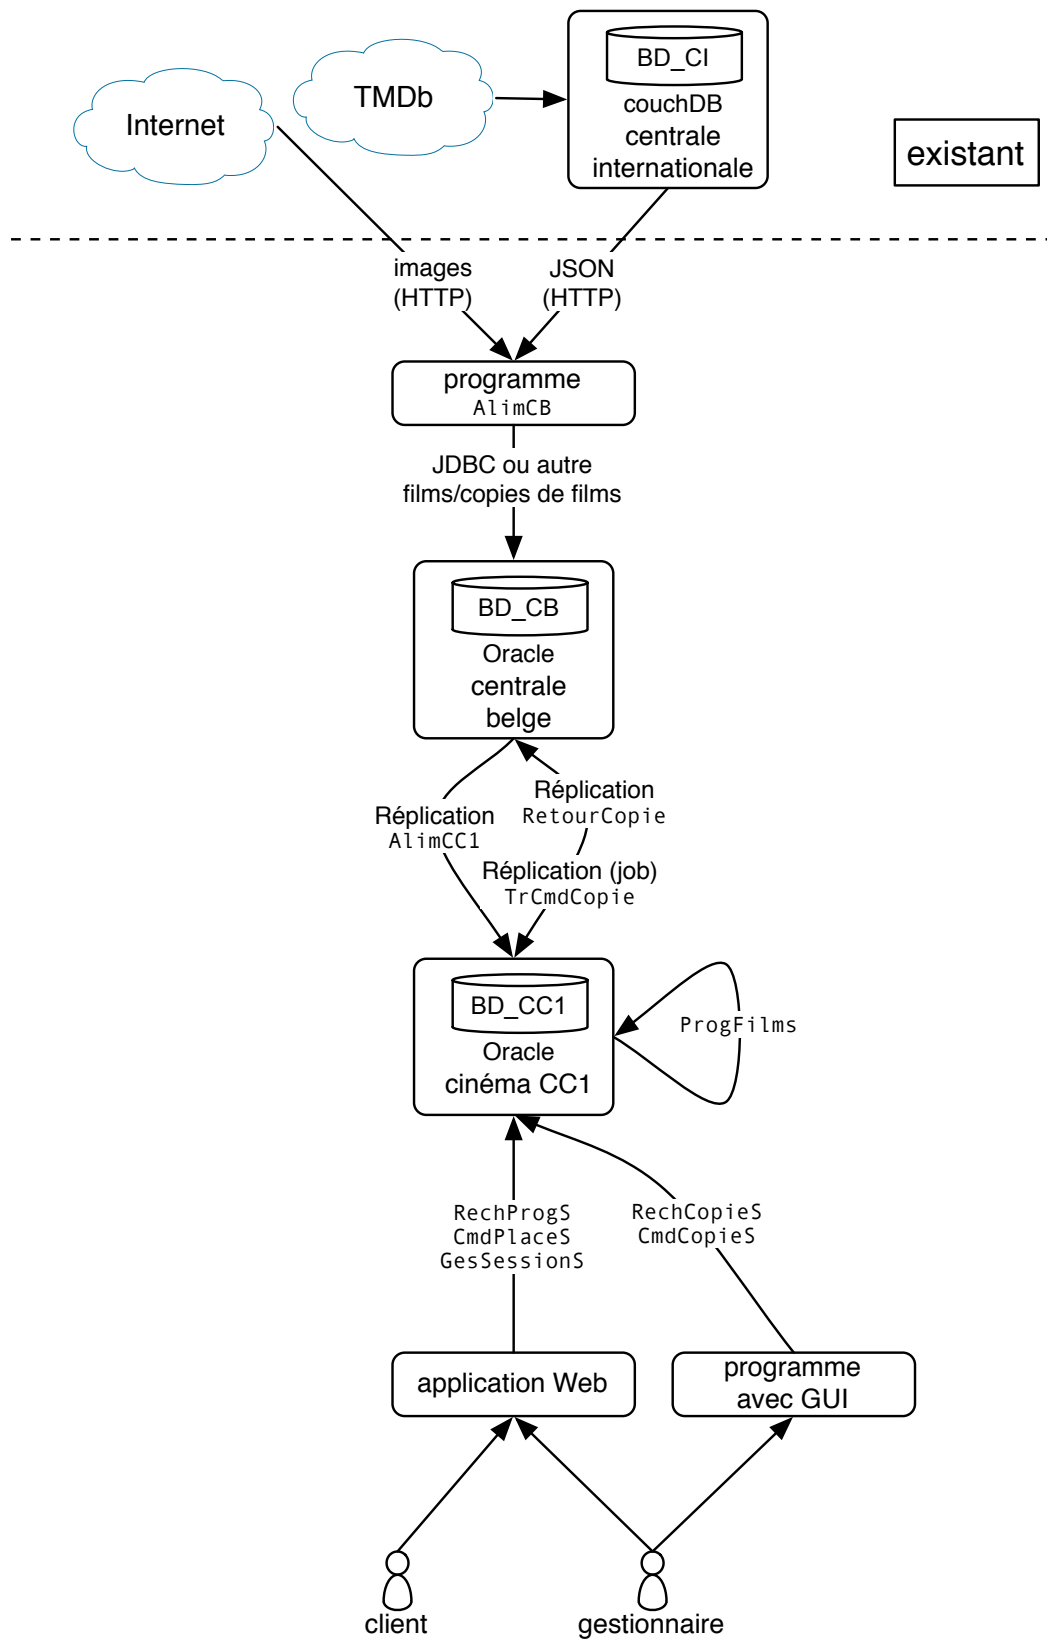 BD_CI
TMDb
Internet
couchDB
centrale
internationale
existant
images
(HTTP)
JSON
(HTTP)
programme
AlimCB
JDBC ou autre
films/copies de films
BD_CB
Oracle
centrale
belge
Réplication
RetourCopie
Réplication
AlimCC1
Réplication (job)
TrCmdCopie
BD_CC1
Oracle
cinéma CC1
ProgFilms
RechProgS
CmdPlaceS
GesSessionS
RechCopieS
CmdCopieS
application Web
programme
avec GUI
client
gestionnaire